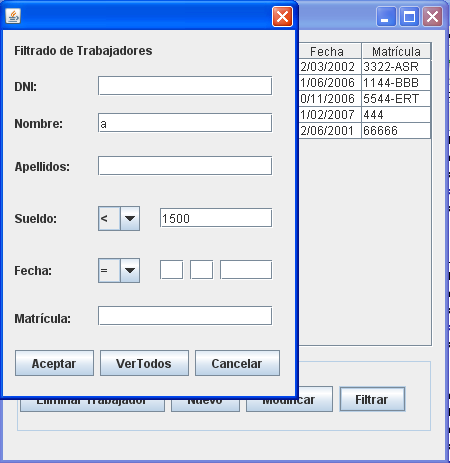 Filtrado de Trabajadores
DNI:
Nombre: a
Apellidos:
Sueldo: < 1500
Fecha: =
Matrícula:
Aceptar VerTodos Cancelar
Fecha Matrícula
2/03/2002 3322-ASR
1/06/2006 1144-BBB
0/11/2006 5544-ERT
1/02/2007 444
2/06/2001 66666
Eliminar Trabajador Nuevo Modificar Filtrar